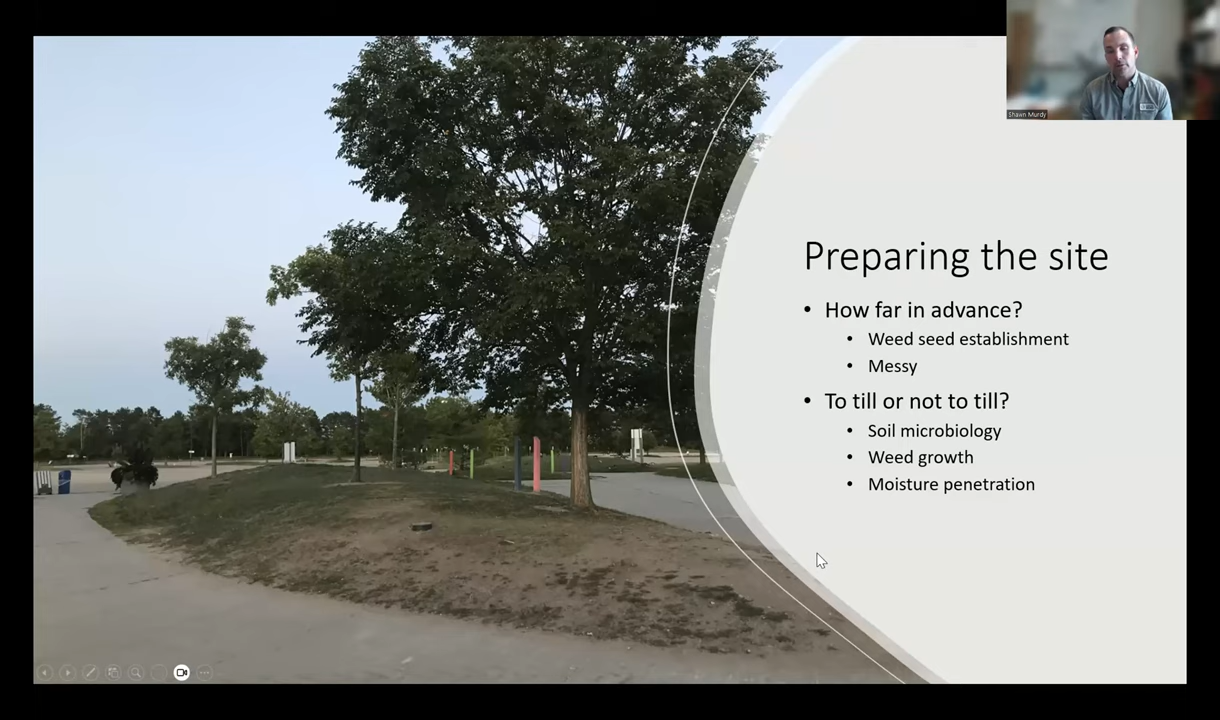 Shawn Murdy
Preparing the site
• How far in advance?
• Weed seed establishment
• Messy
• To till or not to till?
• Soil microbiology
• Weed growth
• Moisture penetration